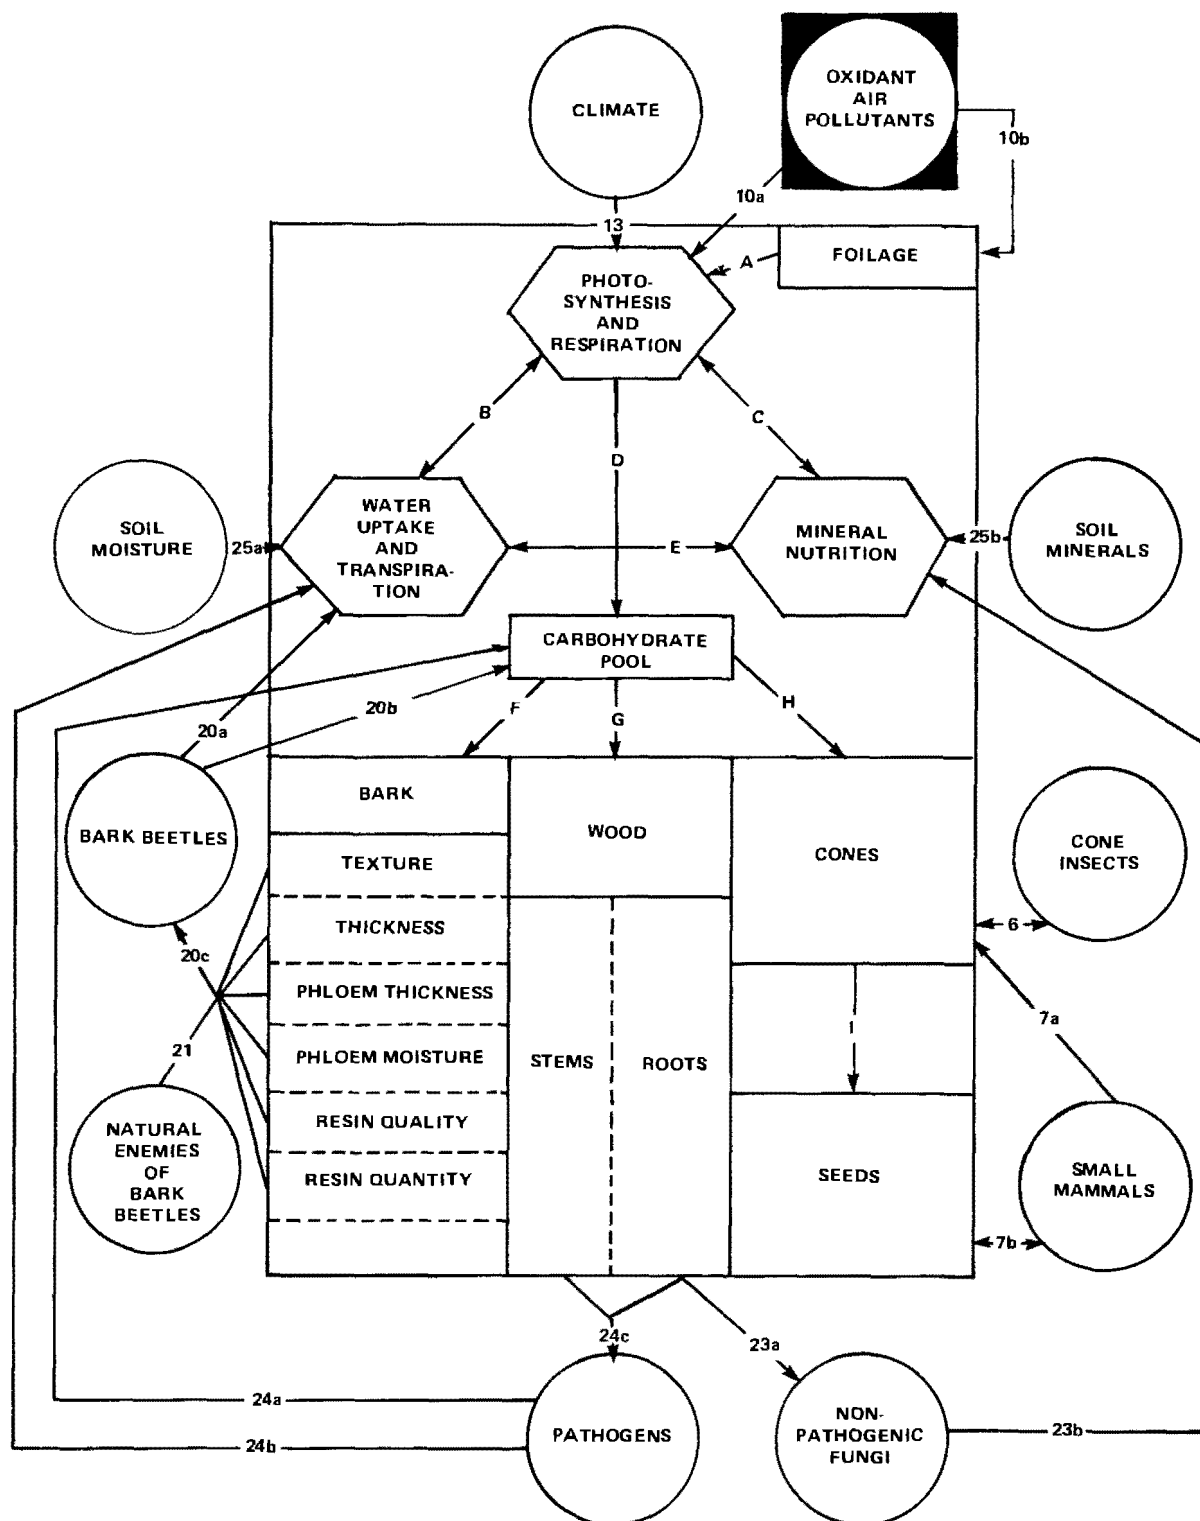 CLIMATE
OXIDANT
AIR
POLLUTANTS
10b
10a
13
A
FOILAGE
PHOTO-
SYNTHESIS
AND
RESPIRATION
B
C
D
SOIL
MOISTURE
25a
WATER
UPTAKE
AND
TRANSPIRA-
TION
E
MINERAL
NUTRITION
25b
SOIL
MINERALS
CARBOHYDRATE
POOL
20a
20b
F
G
H
BARK BEETLES
BARK
WOOD
CONES
CONE
INSECTS
TEXTURE
THICKNESS
6
20c
PHLOEM THICKNESS
7a
21
PHLOEM MOISTURE
STEMS
ROOTS
I
NATURAL
ENEMIES
OF
BARK
BEETLES
RESIN QUALITY
RESIN QUANTITY
SEEDS
SMALL
MAMMALS
7b
24c
23a
24a
24b
PATHOGENS
NON-
PATHOGENIC
FUNGI
23b